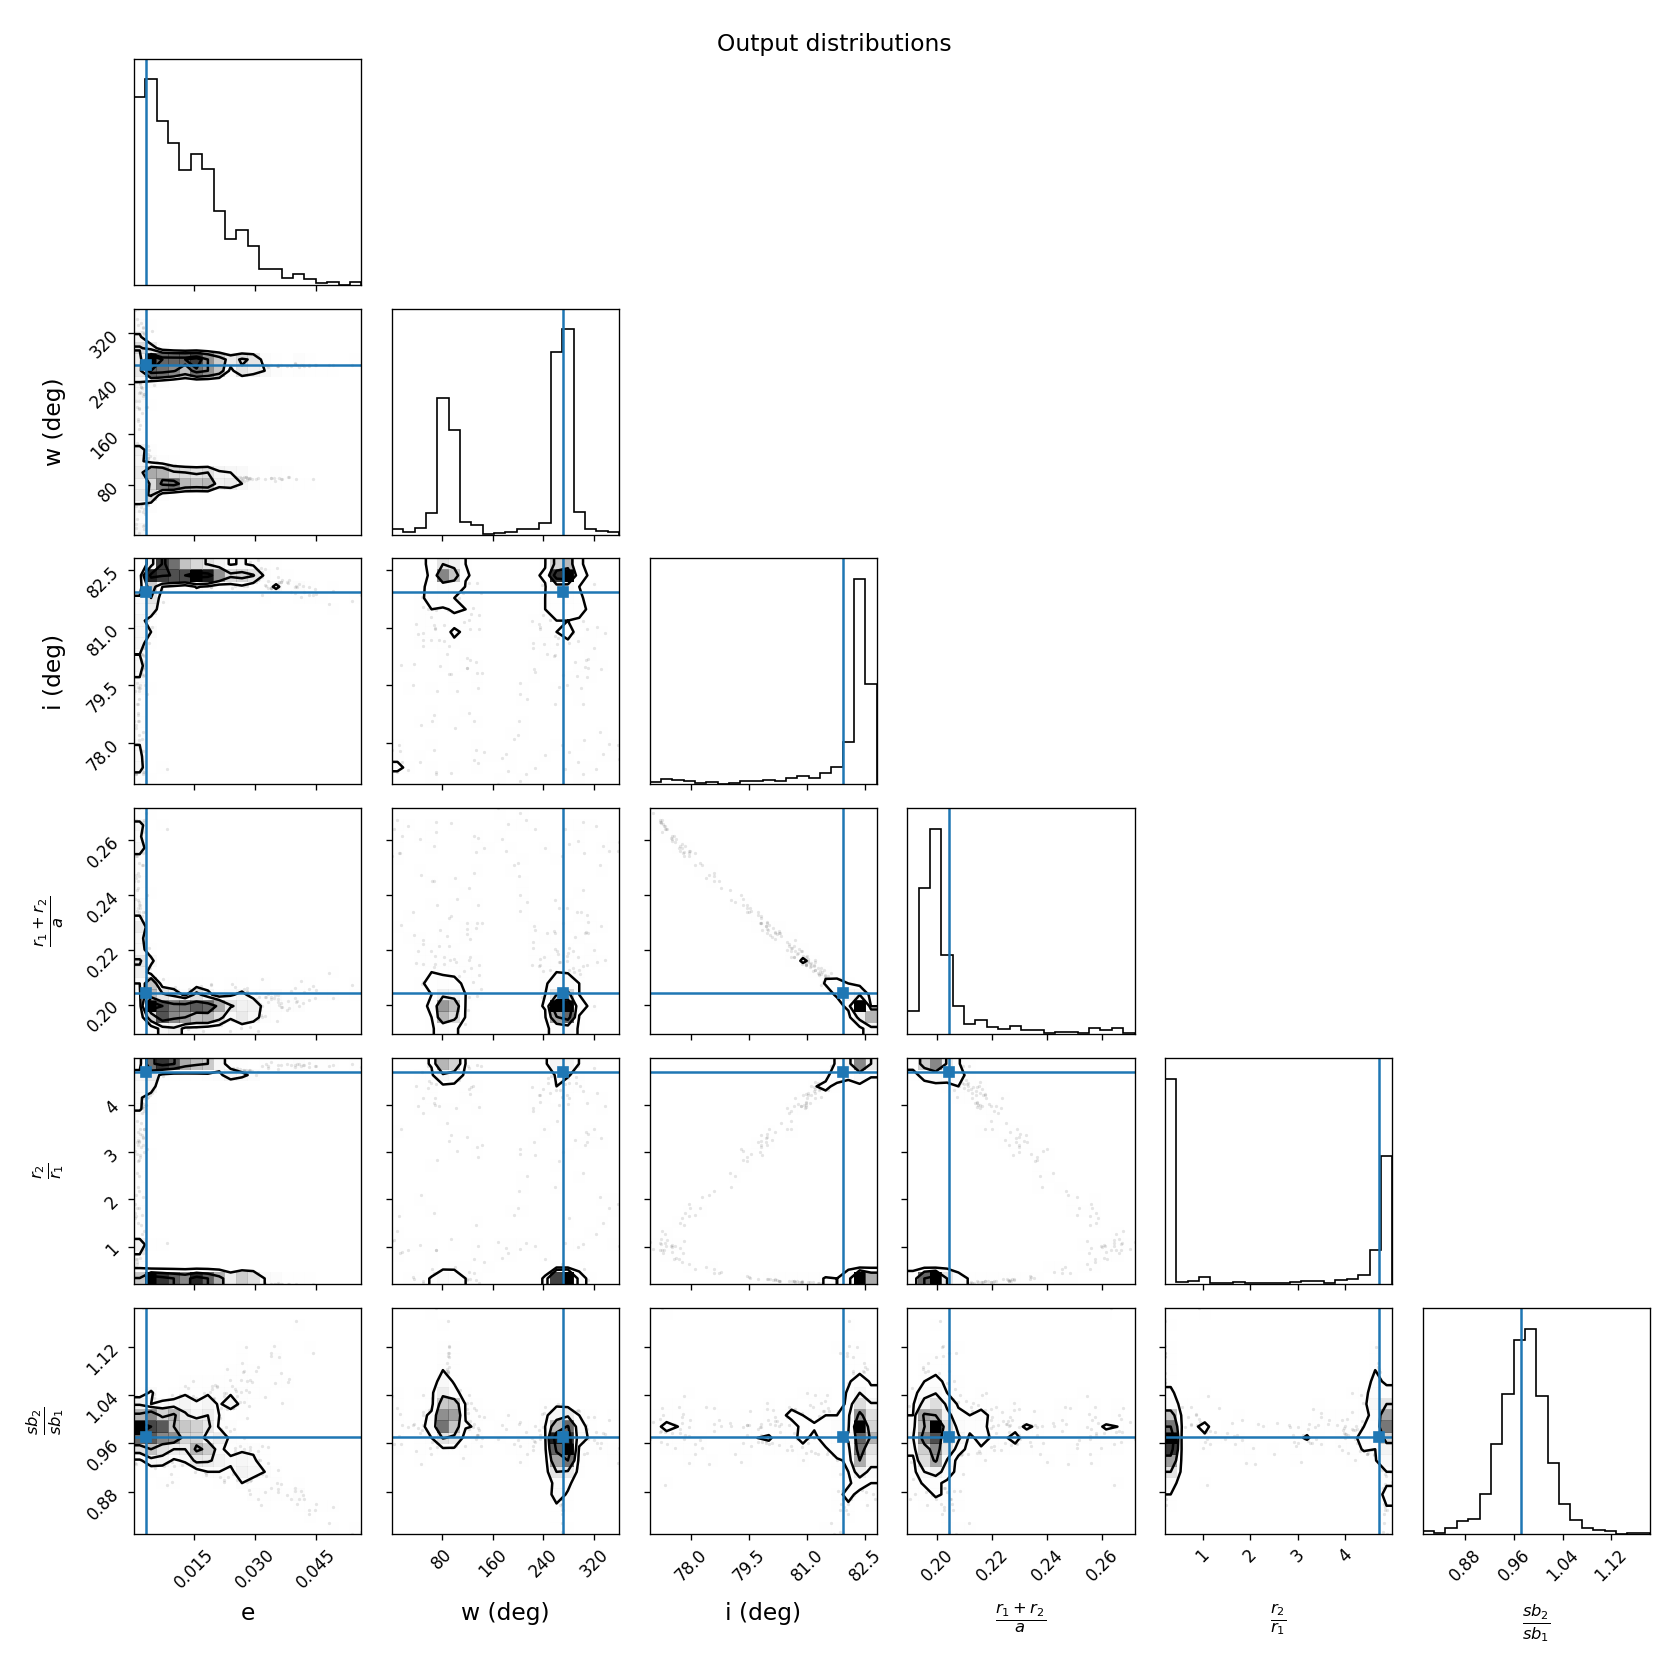 Output distributions
w (deg)
320
240
160
80
i (deg)
82.5
81.0
79.5
78.0
r₁ + r₂
a
0.26
0.24
0.22
0.20
r₂
r₁
4
3
2
1
sb₂
sb₁
1.12
1.04
0.96
0.88
0.015 0.030 0.045 80 160 240 320 78.0 79.5 81.0 82.5 0.20 0.22 0.24 0.26 1 2 3 4 0.88 0.96 1.04 1.12
e w (deg) i (deg) r₁ + r₂ r₂ sb₂
a r₁ sb₁